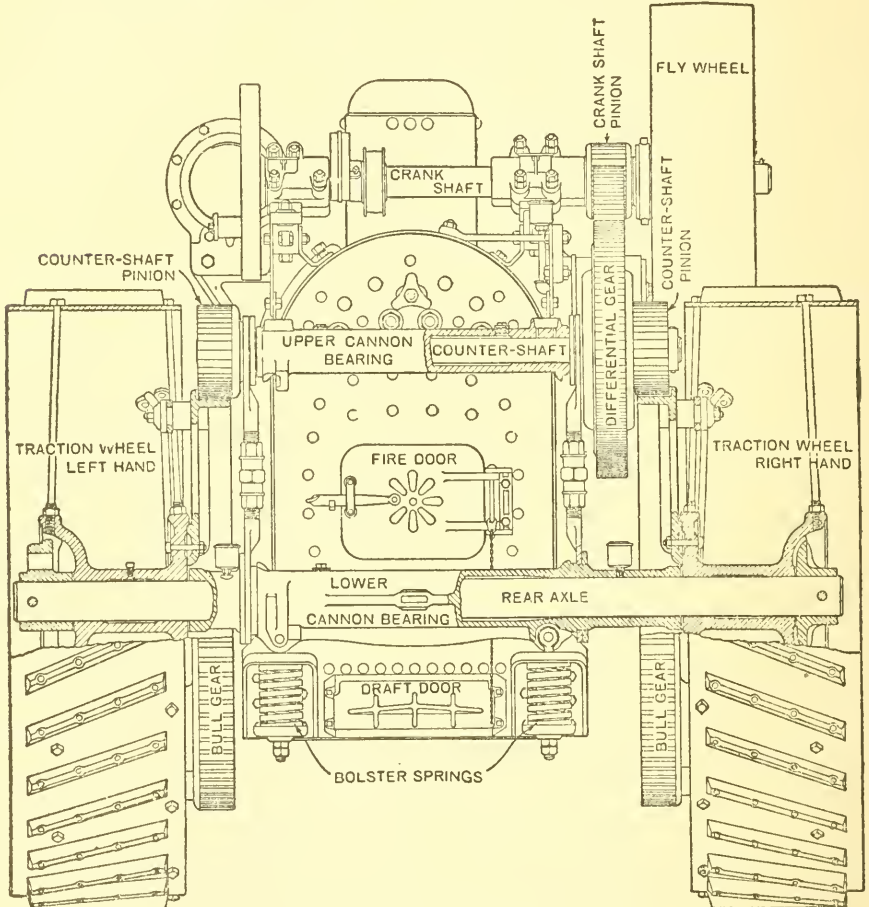 CRANK SHAFT
PINION
FLY WHEEL
CRANK
SHAFT
COUNTER-SHAFT
PINION
COUNTER-SHAFT
PINION
UPPER CANNON
BEARING
COUNTER-SHAFT
DIFFERENTIAL GEAR
TRACTION WHEEL
LEFT HAND
FIRE DOOR
TRACTION WHEEL
RIGHT HAND
LOWER
CANNON BEARING
REAR AXLE
BULL GEAR
DRAFT DOOR
BULL GEAR
BOLSTER SPRINGS